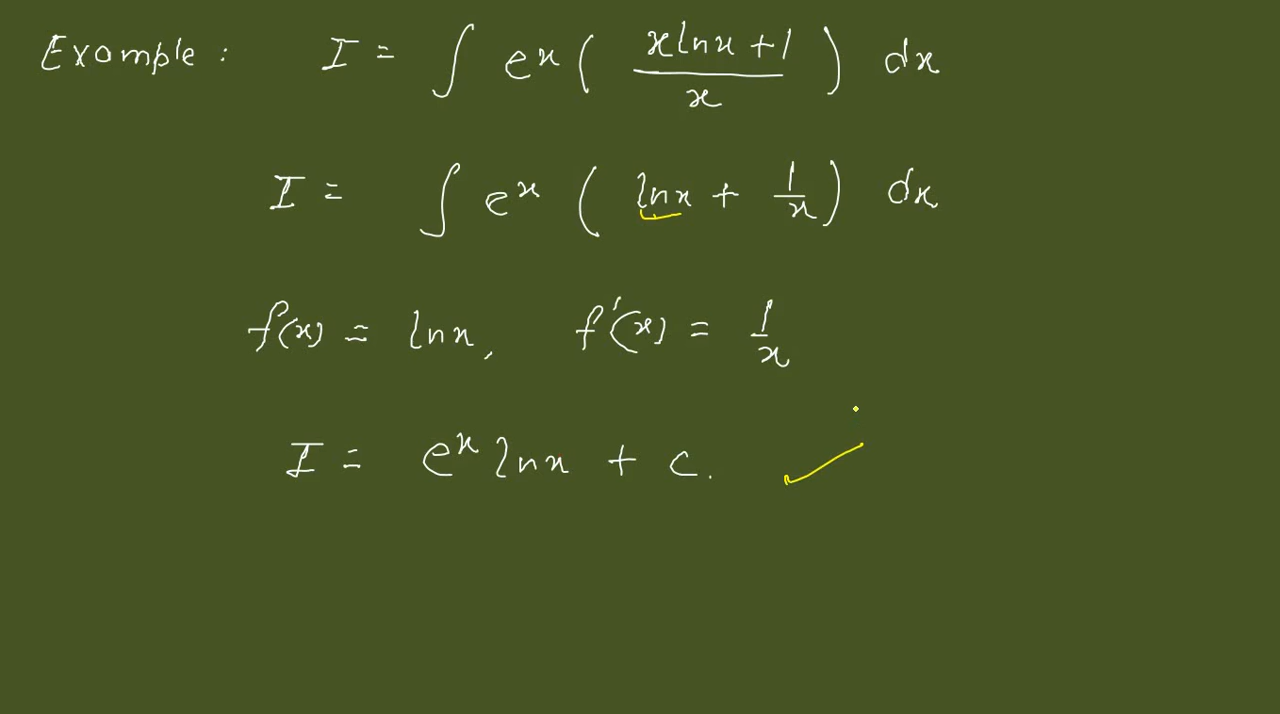 Example: I = ∫ eˣ ( (x ln x + 1) / x ) dx
I = ∫ eˣ ( ln x + 1/x ) dx
f(x) = ln x, f'(x) = 1/x
I = eˣ ln x + c.